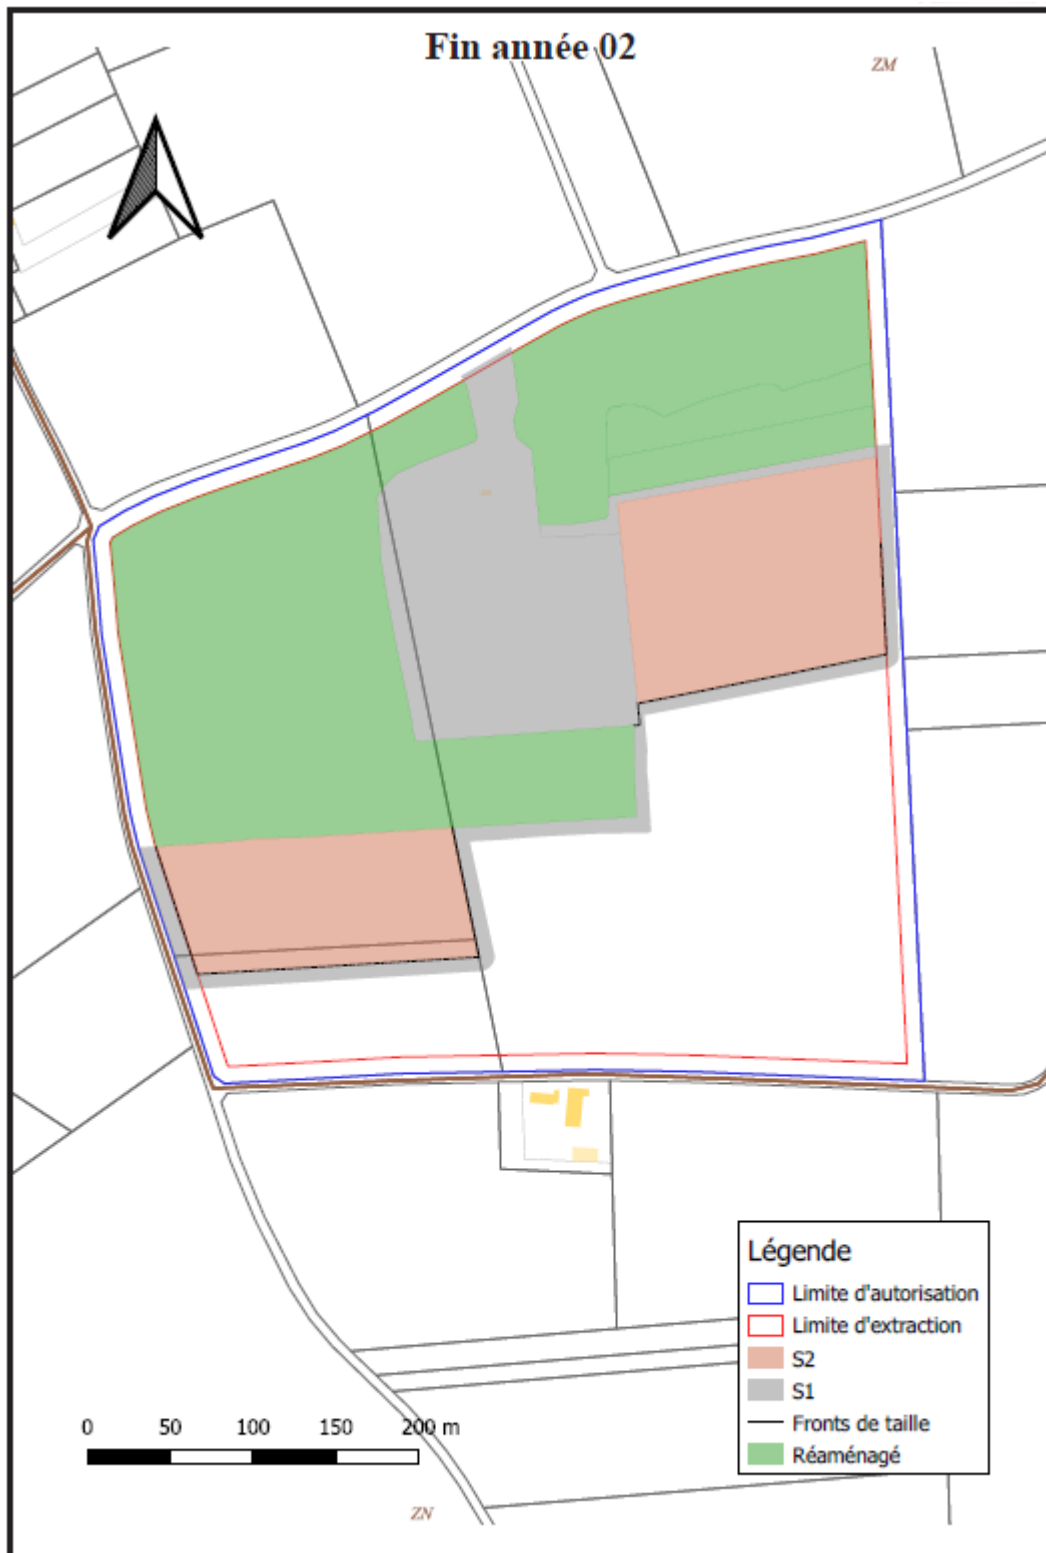 Fin année 02
ZM
Légende
Limite d'autorisation
Limite d'extraction
S2
S1
Fronts de taille
Réaménagé
0 50 100 150 200 m
ZN